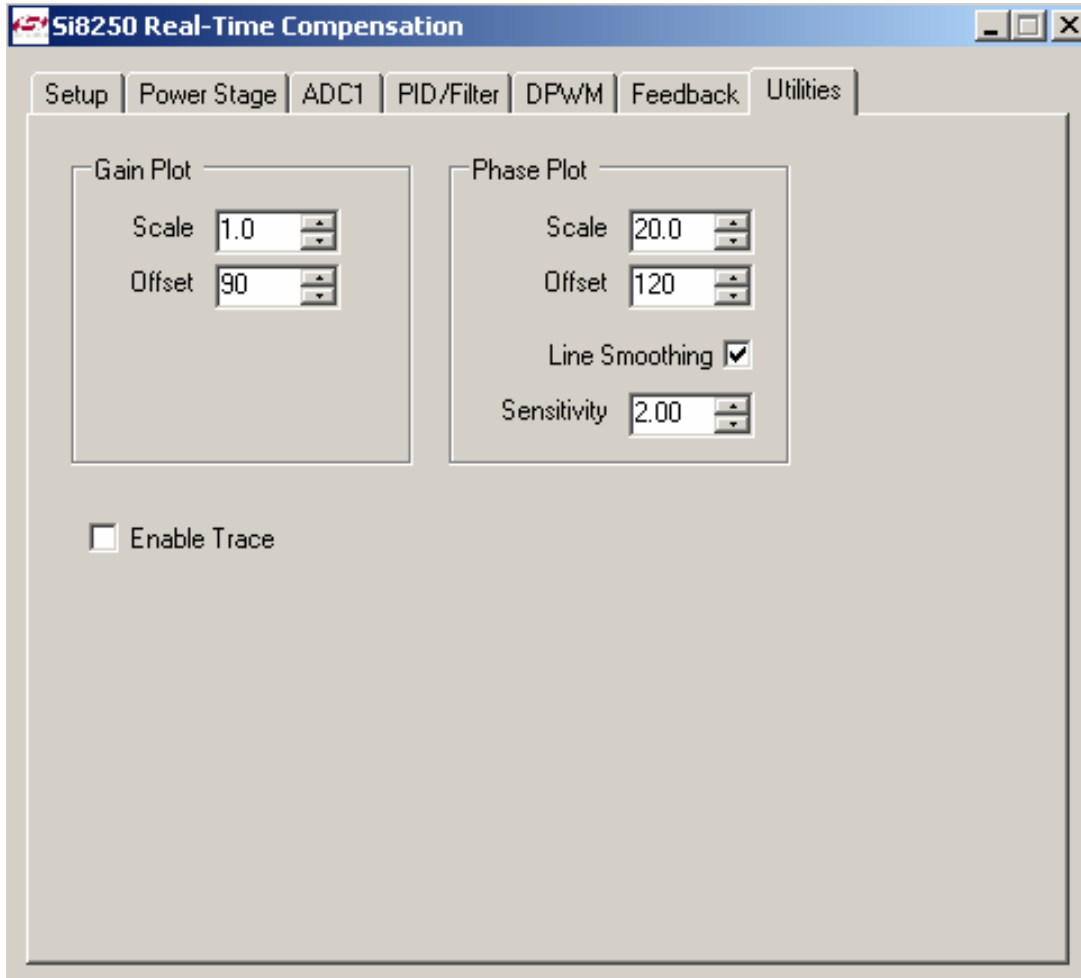 Si8250 Real-Time Compensation
Setup Power Stage ADC1 PID/Filter DPWM Feedback Utilities
Gain Plot
Scale 1.0
Offset 90
Phase Plot
Scale 20.0
Offset 120
Line Smoothing
Sensitivity 2.00
Enable Trace